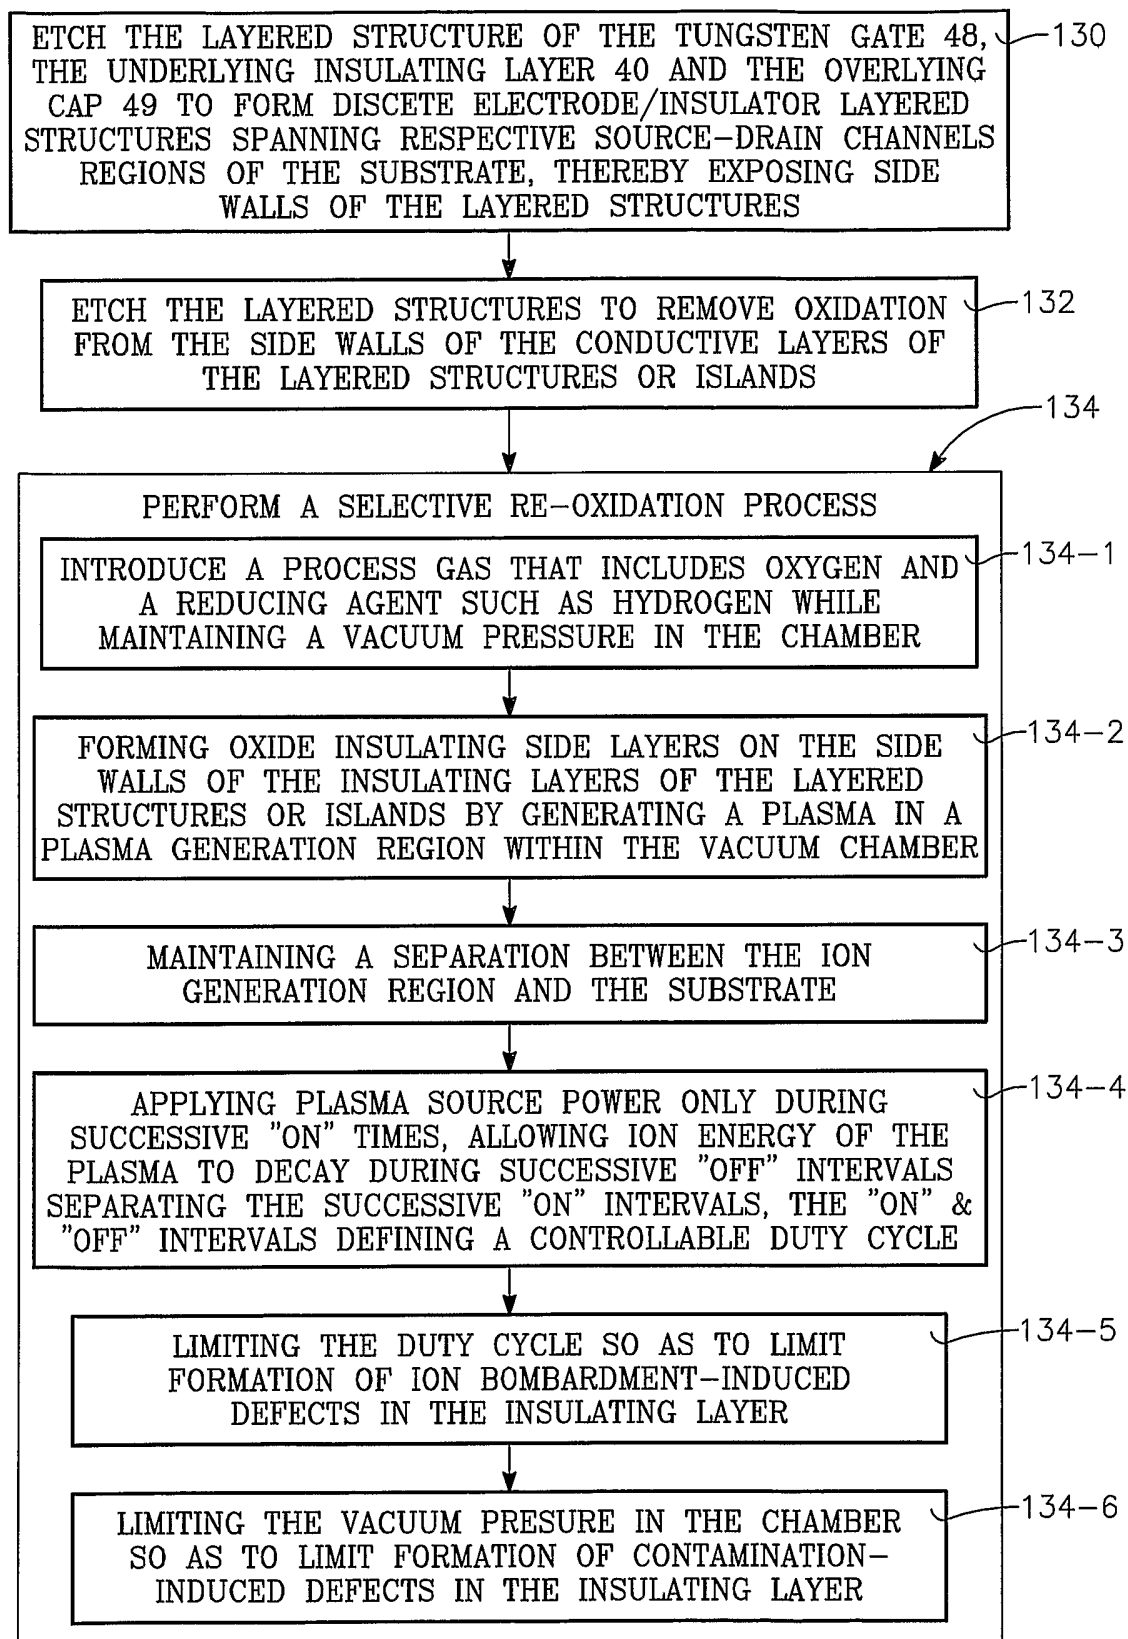 ETCH THE LAYERED STRUCTURE OF THE TUNGSTEN GATE 48,
THE UNDERLYING INSULATING LAYER 40 AND THE OVERLYING
CAP 49 TO FORM DISCETE ELECTRODE/INSULATOR LAYERED
STRUCTURES SPANNING RESPECTIVE SOURCE-DRAIN CHANNELS
REGIONS OF THE SUBSTRATE, THEREBY EXPOSING SIDE
WALLS OF THE LAYERED STRUCTURES
130
ETCH THE LAYERED STRUCTURES TO REMOVE OXIDATION
FROM THE SIDE WALLS OF THE CONDUCTIVE LAYERS OF
THE LAYERED STRUCTURES OR ISLANDS
132
134
PERFORM A SELECTIVE RE-OXIDATION PROCESS
INTRODUCE A PROCESS GAS THAT INCLUDES OXYGEN AND
A REDUCING AGENT SUCH AS HYDROGEN WHILE
MAINTAINING A VACUUM PRESSURE IN THE CHAMBER
134-1
FORMING OXIDE INSULATING SIDE LAYERS ON THE SIDE
WALLS OF THE INSULATING LAYERS OF THE LAYERED
STRUCTURES OR ISLANDS BY GENERATING A PLASMA IN A
PLASMA GENERATION REGION WITHIN THE VACUUM CHAMBER
134-2
MAINTAINING A SEPARATION BETWEEN THE ION
GENERATION REGION AND THE SUBSTRATE
134-3
APPLYING PLASMA SOURCE POWER ONLY DURING
SUCCESSIVE "ON" TIMES, ALLOWING ION ENERGY OF THE
PLASMA TO DECAY DURING SUCCESSIVE "OFF" INTERVALS
SEPARATING THE SUCCESSIVE "ON" INTERVALS, THE "ON" &
"OFF" INTERVALS DEFINING A CONTROLLABLE DUTY CYCLE
134-4
LIMITING THE DUTY CYCLE SO AS TO LIMIT
FORMATION OF ION BOMBARDMENT-INDUCED
DEFECTS IN THE INSULATING LAYER
134-5
LIMITING THE VACUUM PRESURE IN THE CHAMBER
SO AS TO LIMIT FORMATION OF CONTAMINATION-
INDUCED DEFECTS IN THE INSULATING LAYER
134-6